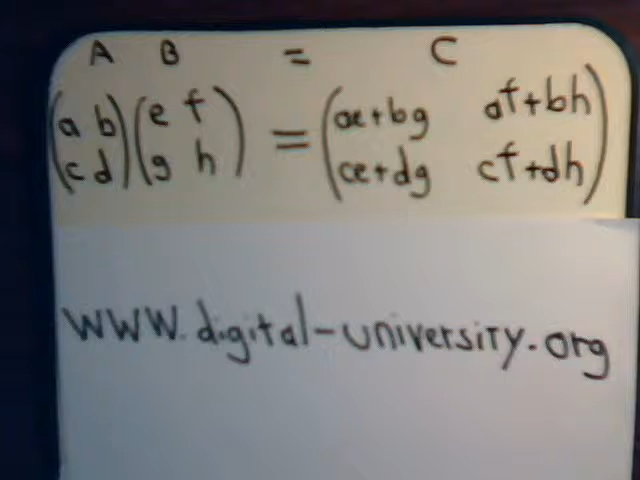 A B = C
(a b)(e f) = (ae+bg af+bh)
(c d)(g h) (ce+dg cf+dh)
www.digital-university.org